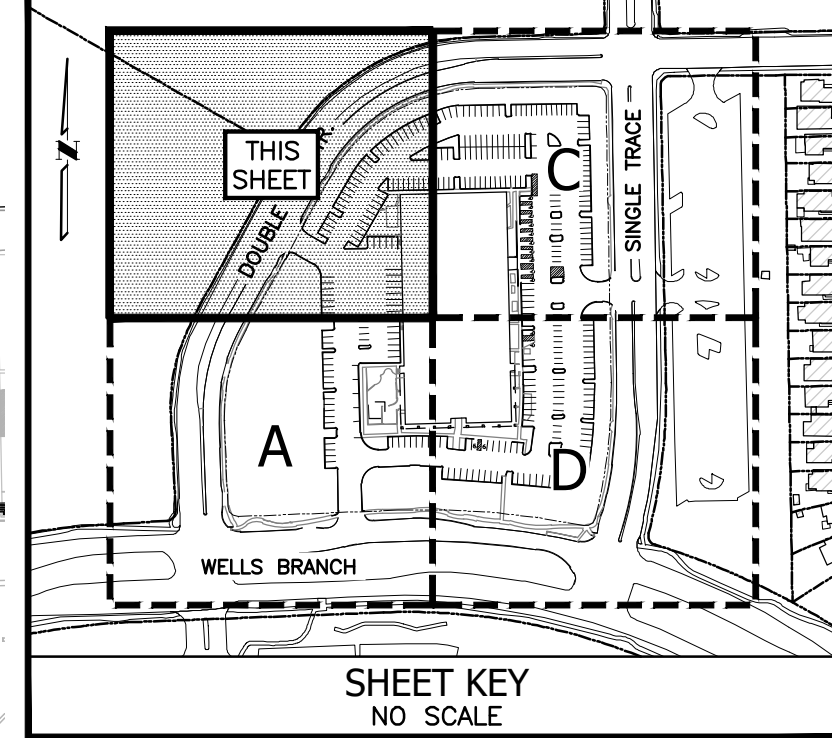 N
THIS
SHEET
DOUBLE
R.
C
SINGLE TRACE
A
D
WELLS BRANCH
SHEET KEY
NO SCALE